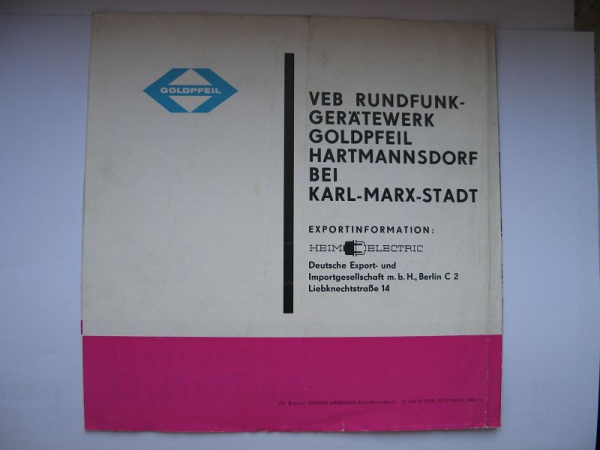 GOLDPFEIL
VEB RUNDFUNK-
GERÄTEWERK
GOLDPFEIL
HARTMANNSDORF
BEI
KARL-MARX-STADT
EXPORTINFORMATION:
HEIM ELECTRIC
Deutsche Export- und
Importgesellschaft m. b. H., Berlin C 2
Liebknechtstraße 14